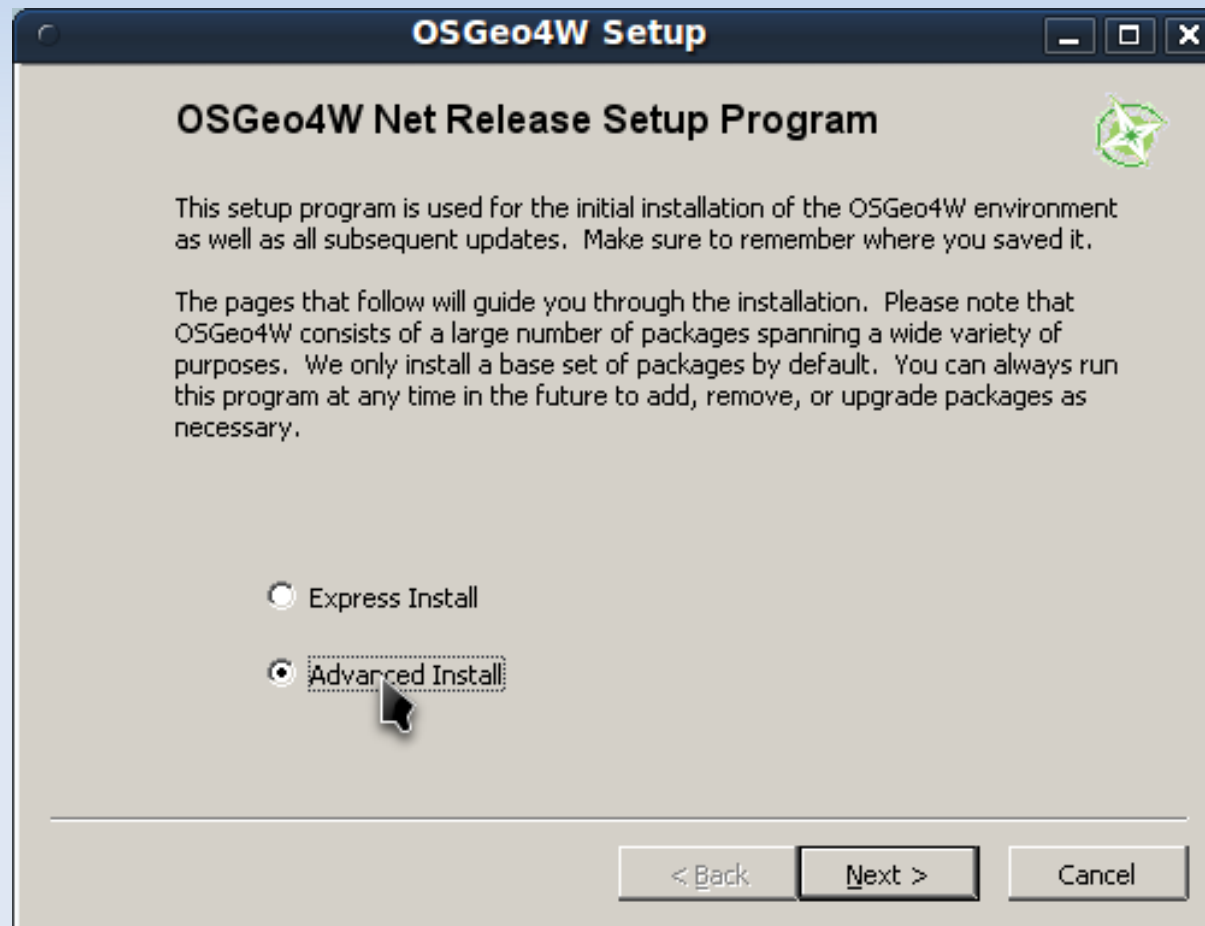 OSGeo4W Setup
OSGeo4W Net Release Setup Program
This setup program is used for the initial installation of the OSGeo4W environment
as well as all subsequent updates.  Make sure to remember where you saved it.
The pages that follow will guide you through the installation.  Please note that
OSGeo4W consists of a large number of packages spanning a wide variety of
purposes.  We only install a base set of packages by default.  You can always run
this program at any time in the future to add, remove, or upgrade packages as
necessary.
Express Install
Advanced Install
< Back
Next >
Cancel